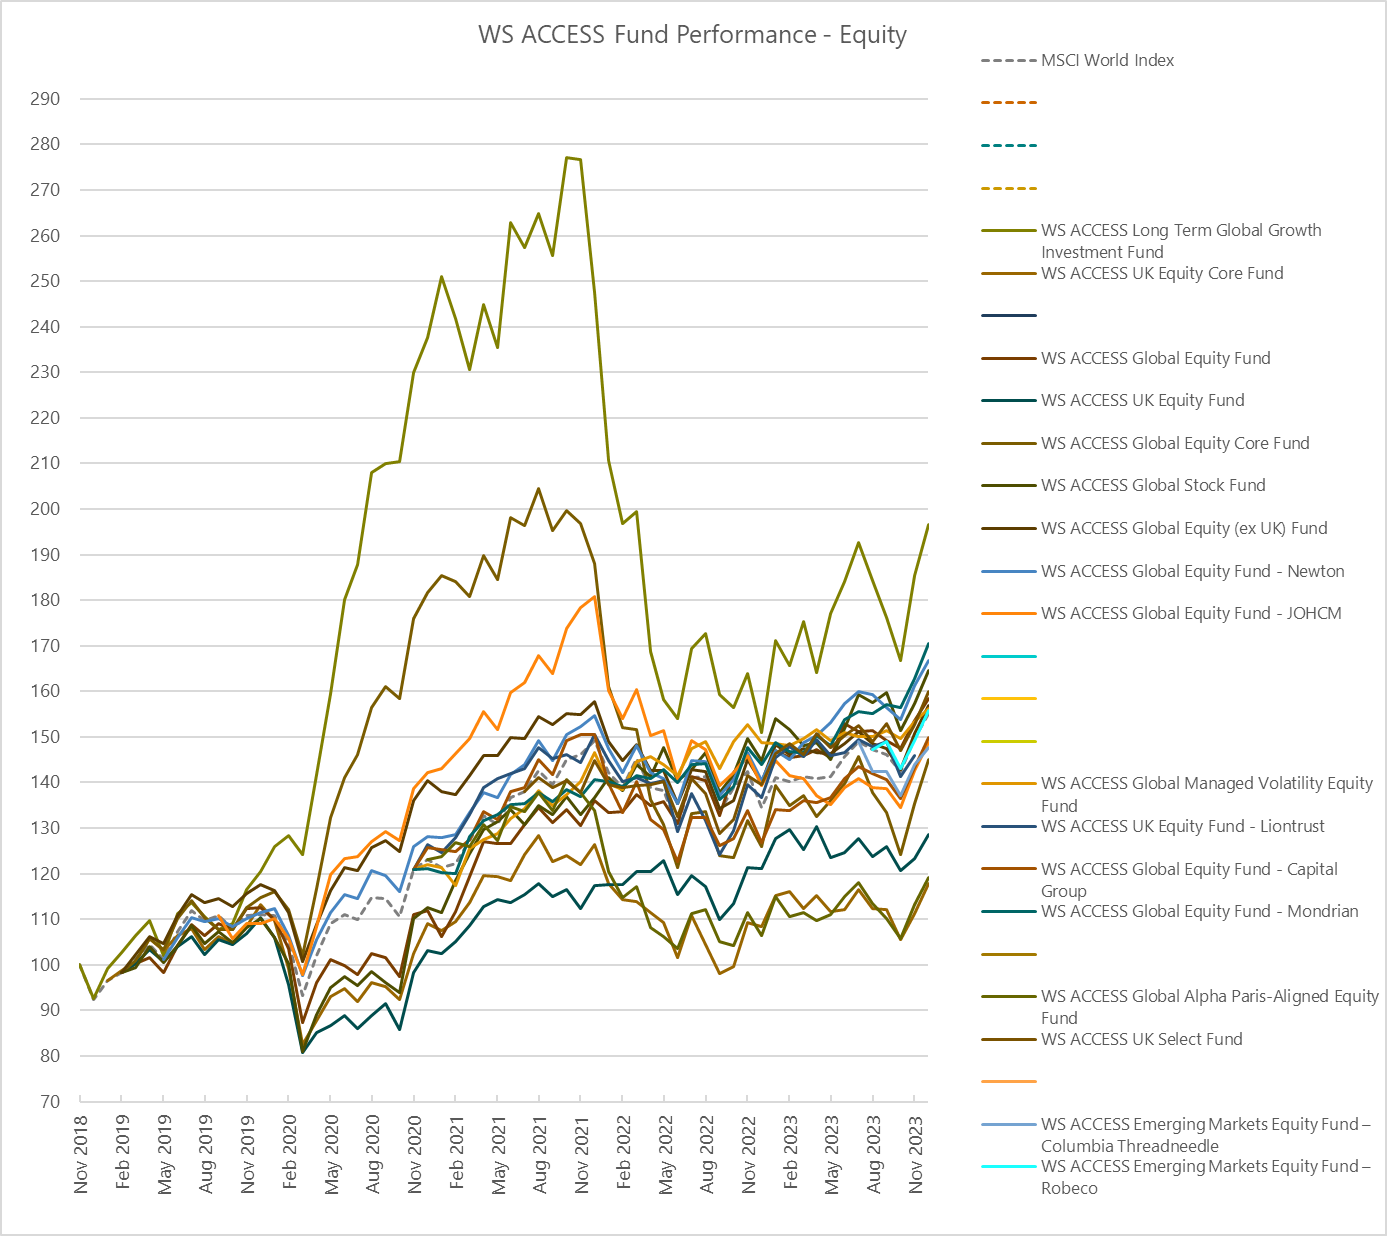 WS ACCESS Fund Performance - Equity
290
280
270
260
250
240
230
220
210
200
190
180
170
160
150
140
130
120
110
100
90
80
70
Nov 2018
Feb 2019
May 2019
Aug 2019
Nov 2019
Feb 2020
May 2020
Aug 2020
Nov 2020
Feb 2021
May 2021
Aug 2021
Nov 2021
Feb 2022
May 2022
Aug 2022
Nov 2022
Feb 2023
May 2023
Aug 2023
Nov 2023
MSCI World Index
WS ACCESS Long Term Global Growth
Investment Fund
WS ACCESS UK Equity Core Fund
WS ACCESS Global Equity Fund
WS ACCESS UK Equity Fund
WS ACCESS Global Equity Core Fund
WS ACCESS Global Stock Fund
WS ACCESS Global Equity (ex UK) Fund
WS ACCESS Global Equity Fund - Newton
WS ACCESS Global Equity Fund - JOHCM
WS ACCESS Global Managed Volatility Equity
Fund
WS ACCESS UK Equity Fund - Liontrust
WS ACCESS Global Equity Fund - Capital
Group
WS ACCESS Global Equity Fund - Mondrian
WS ACCESS Global Alpha Paris-Aligned Equity
Fund
WS ACCESS UK Select Fund
WS ACCESS Emerging Markets Equity Fund –
Columbia Threadneedle
WS ACCESS Emerging Markets Equity Fund –
Robeco